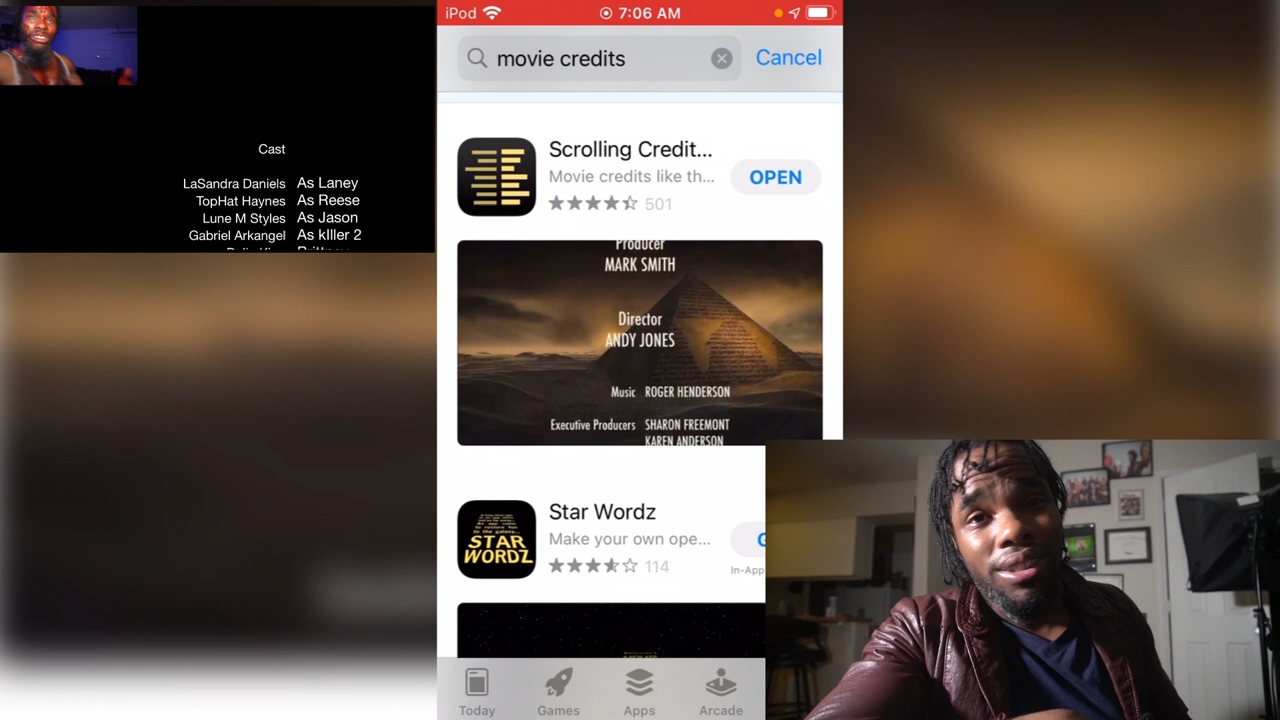 Cast
LaSandra Daniels As Laney
TopHat Haynes As Reese
Lune M Styles As Jason
Gabriel Arkangel As kIller 2
iPod 7:06 AM
movie credits
Cancel
Scrolling Credit...
Movie credits like th...
OPEN
501
Producer
MARK SMITH
Director
ANDY JONES
Music ROGER HENDERSON
Executive Producers SHARON FREEMONT
KAREN ANDERSON
STAR
WORDZ
Star Wordz
Make your own ope...
114
In-App
Today Games Apps Arcade